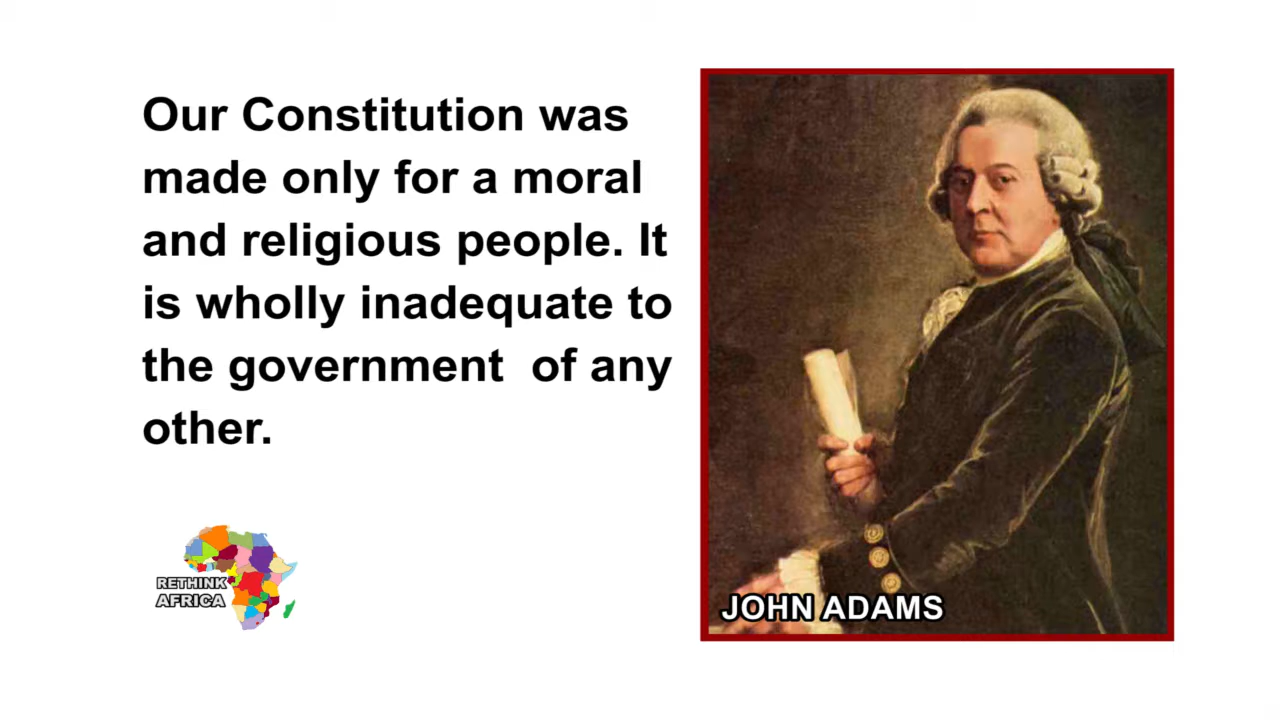 Our Constitution was
made only for a moral
and religious people. It
is wholly inadequate to
the government  of any
other.
RETHINK
AFRICA
JOHN ADAMS